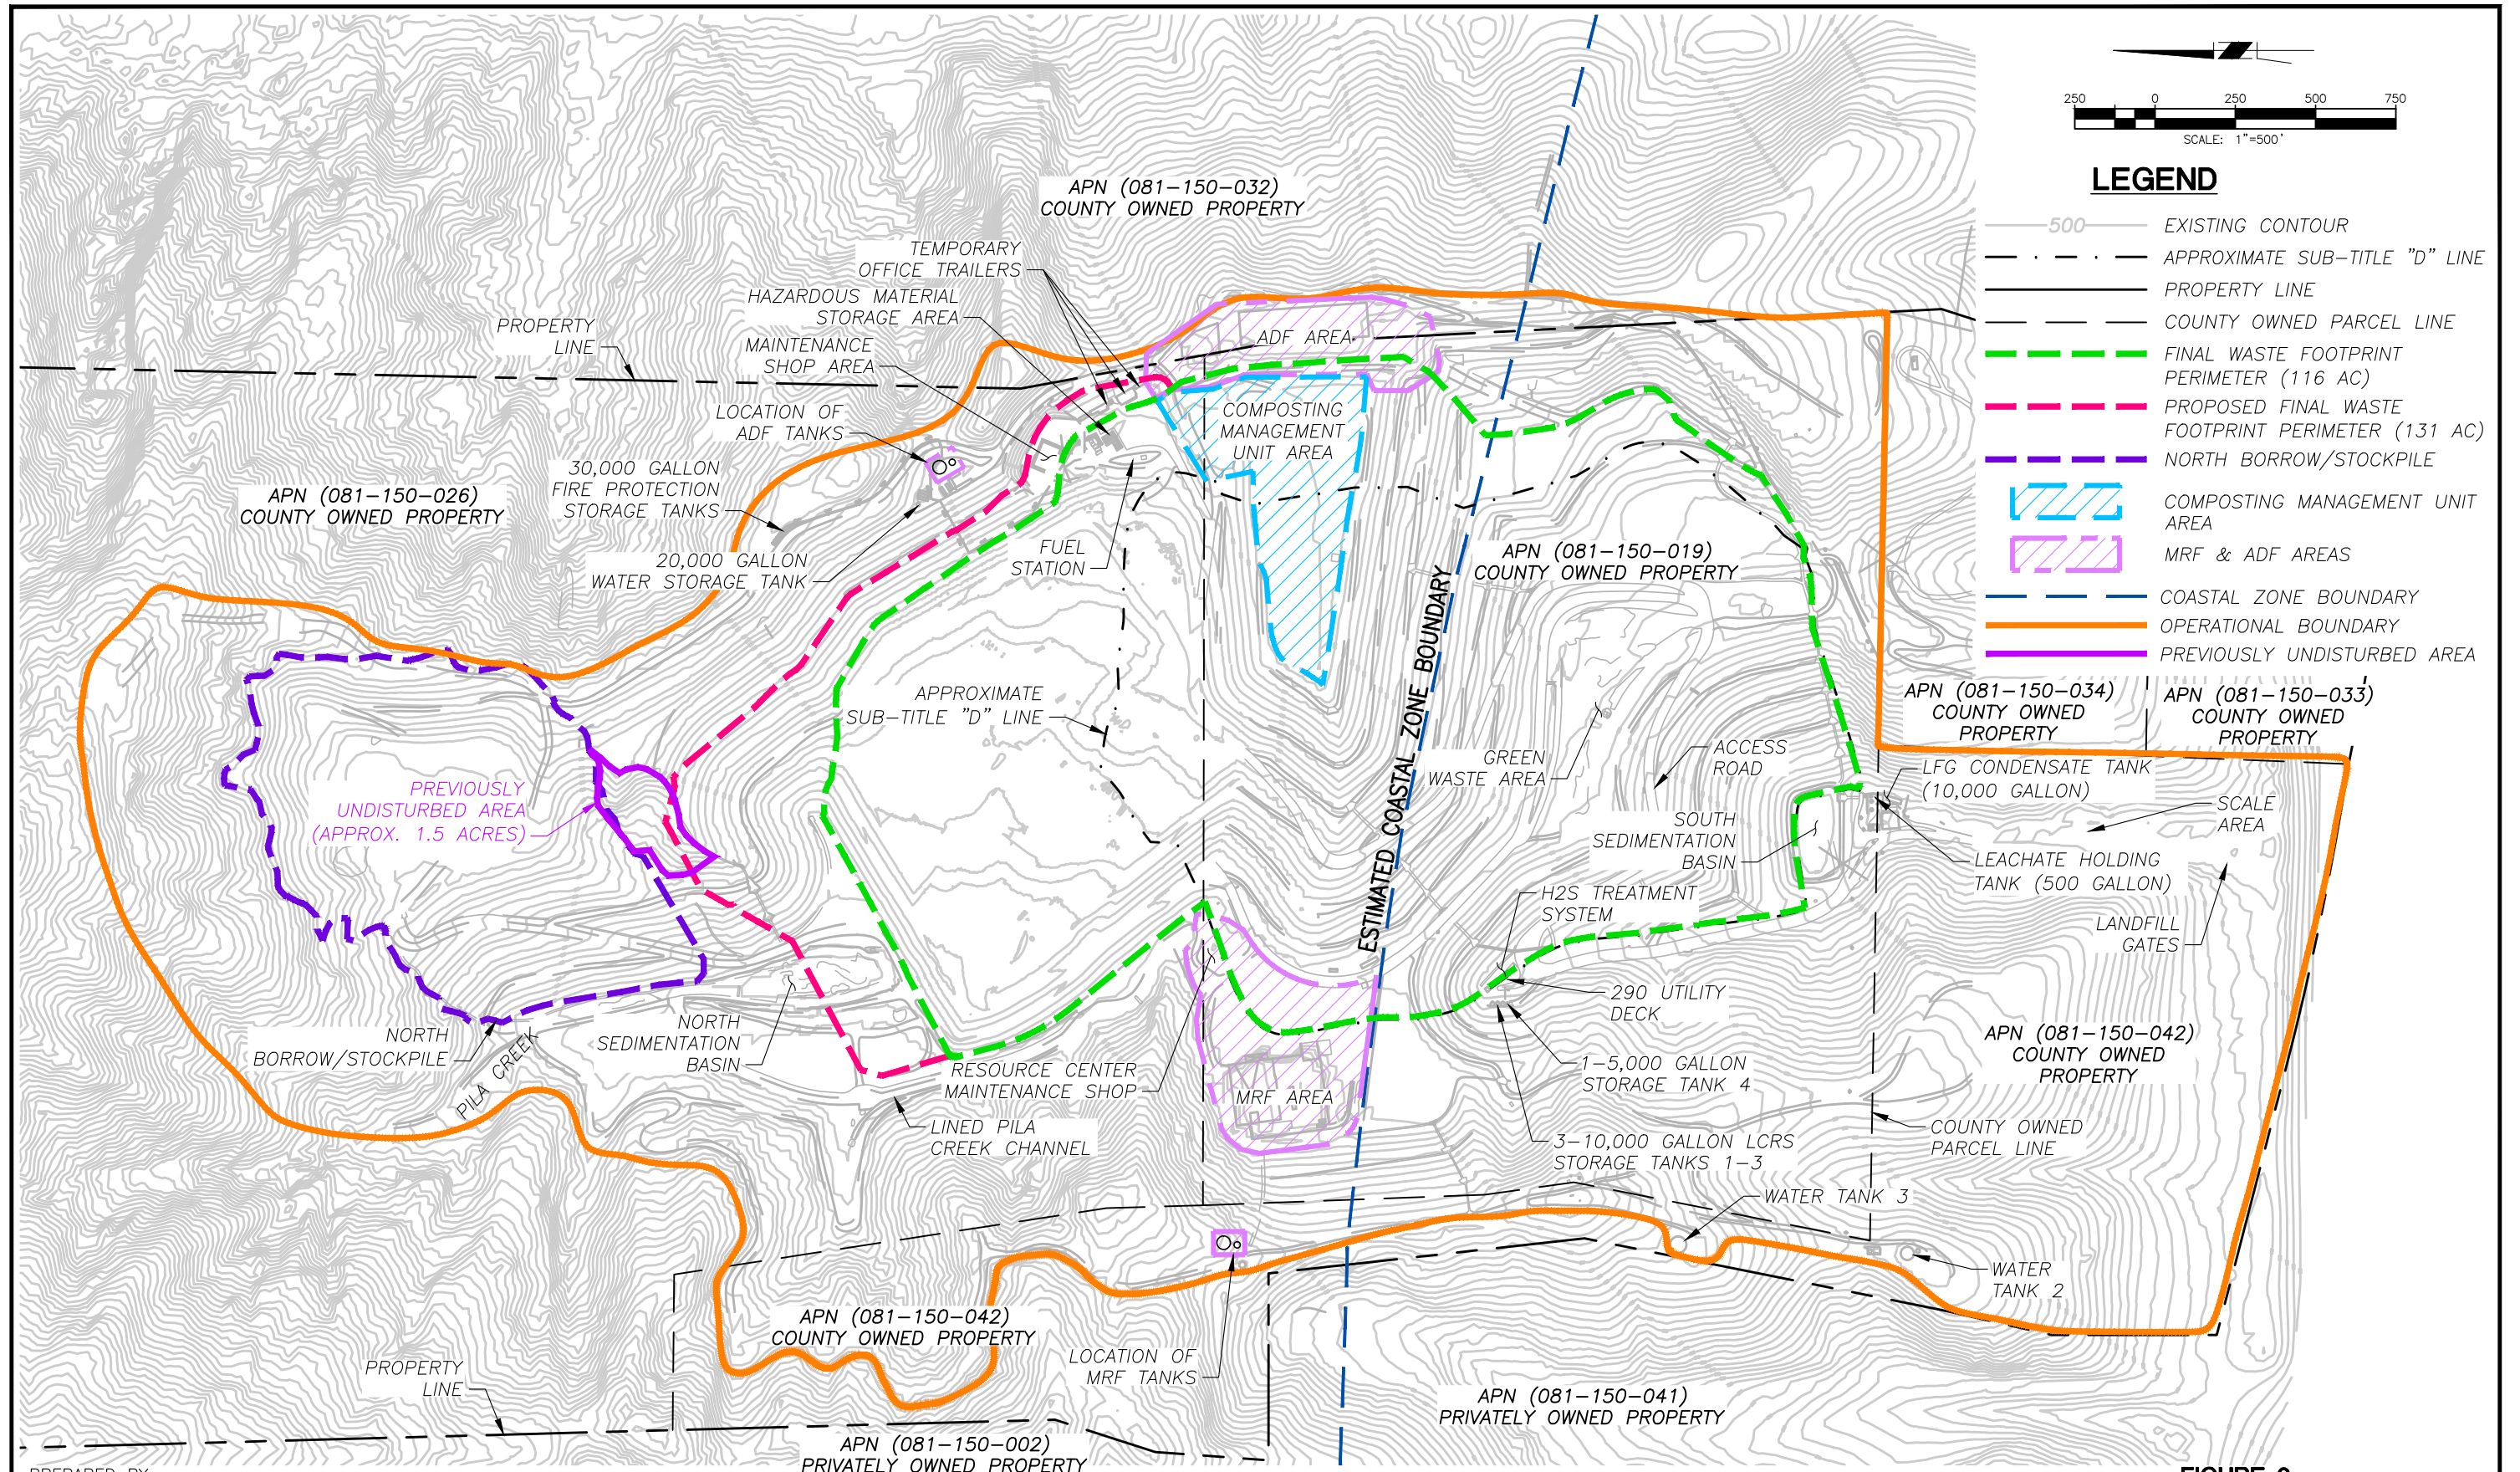 250
0
250
500
750
SCALE: 1"=500'
LEGEND
500
EXISTING CONTOUR
APPROXIMATE SUB-TITLE "D" LINE
PROPERTY LINE
COUNTY OWNED PARCEL LINE
FINAL WASTE FOOTPRINT
PERIMETER (116 AC)
PROPOSED FINAL WASTE
FOOTPRINT PERIMETER (131 AC)
NORTH BORROW/STOCKPILE
COMPOSTING MANAGEMENT UNIT
AREA
MRF & ADF AREAS
COASTAL ZONE BOUNDARY
OPERATIONAL BOUNDARY
PREVIOUSLY UNDISTURBED AREA
APN (081-150-032)
COUNTY OWNED PROPERTY
TEMPORARY
OFFICE TRAILERS
HAZARDOUS MATERIAL
STORAGE AREA
PROPERTY
LINE
MAINTENANCE
SHOP AREA
ADF AREA
LOCATION OF
ADF TANKS
COMPOSTING
MANAGEMENT
UNIT AREA
30,000 GALLON
FIRE PROTECTION
STORAGE TANKS
APN (081-150-026)
COUNTY OWNED PROPERTY
20,000 GALLON
WATER STORAGE TANK
FUEL
STATION
APN (081-150-019)
COUNTY OWNED PROPERTY
ESTIMATED COASTAL ZONE BOUNDARY
APPROXIMATE
SUB-TITLE "D" LINE
APN (081-150-034)
COUNTY OWNED
PROPERTY
APN (081-150-033)
COUNTY OWNED
PROPERTY
GREEN
WASTE AREA
ACCESS
ROAD
LFG CONDENSATE TANK
(10,000 GALLON)
SCALE
AREA
PREVIOUSLY
UNDISTURBED AREA
(APPROX. 1.5 ACRES)
SOUTH
SEDIMENTATION
BASIN
LEACHATE HOLDING
TANK (500 GALLON)
H2S TREATMENT
SYSTEM
LANDFILL
GATES
290 UTILITY
DECK
NORTH
BORROW/STOCKPILE
PILA CREEK
NORTH
SEDIMENTATION
BASIN
RESOURCE CENTER
MAINTENANCE SHOP
MRF AREA
1-5,000 GALLON
STORAGE TANK 4
APN (081-150-042)
COUNTY OWNED
PROPERTY
LINED PILA
CREEK CHANNEL
3-10,000 GALLON LCRS
STORAGE TANKS 1-3
COUNTY OWNED
PARCEL LINE
WATER TANK 3
WATER
TANK 2
APN (081-150-042)
COUNTY OWNED PROPERTY
LOCATION OF
MRF TANKS
PROPERTY
LINE
APN (081-150-041)
PRIVATELY OWNED PROPERTY
APN (081-150-002)
PRIVATELY OWNED PROPERTY
PREPARED BY
FIGURE